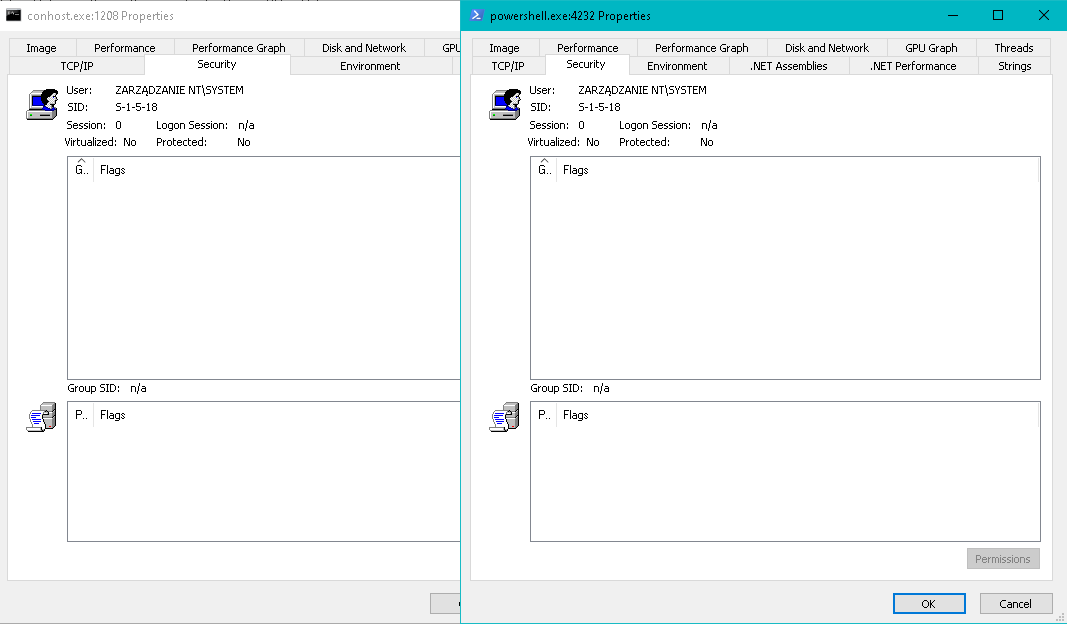 conhost.exe:1208 Properties
Image Performance Performance Graph Disk and Network GPU
TCP/IP Security Environment
User: ZARZĄDZANIE NT\SYSTEM
SID: S-1-5-18
Session: 0 Logon Session: n/a
Virtualized: No Protected: No
G.. Flags
Group SID: n/a
P.. Flags
powershell.exe:4232 Properties
Image Performance Performance Graph Disk and Network GPU Graph Threads
TCP/IP Security Environment .NET Assemblies .NET Performance Strings
User: ZARZĄDZANIE NT\SYSTEM
SID: S-1-5-18
Session: 0 Logon Session: n/a
Virtualized: No Protected: No
G.. Flags
Group SID: n/a
P.. Flags
Permissions
OK Cancel